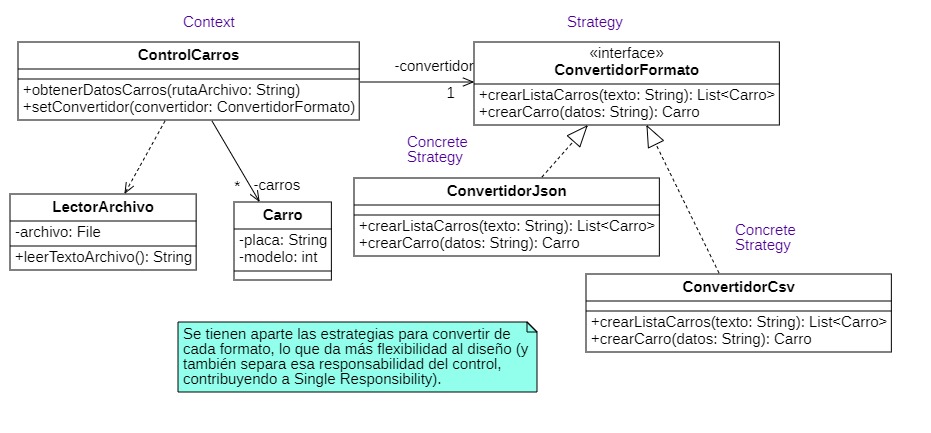 Context
Strategy
ControlCarros
+obtenerDatosCarros(rutaArchivo: String)
+setConvertidor(convertidor: ConvertidorFormato)
-convertidor
1
«interface»
ConvertidorFormato
+crearListaCarros(texto: String): List<Carro>
+crearCarro(datos: String): Carro
Concrete
Strategy
ConvertidorJson
+crearListaCarros(texto: String): List<Carro>
+crearCarro(datos: String): Carro
* -carros
LectorArchivo
-archivo: File
+leerTextoArchivo(): String
Carro
-placa: String
-modelo: int
Concrete
Strategy
ConvertidorCsv
+crearListaCarros(texto: String): List<Carro>
+crearCarro(datos: String): Carro
Se tienen aparte las estrategias para convertir de
cada formato, lo que da más flexibilidad al diseño (y
también separa esa responsabilidad del control,
contribuyendo a Single Responsibility).